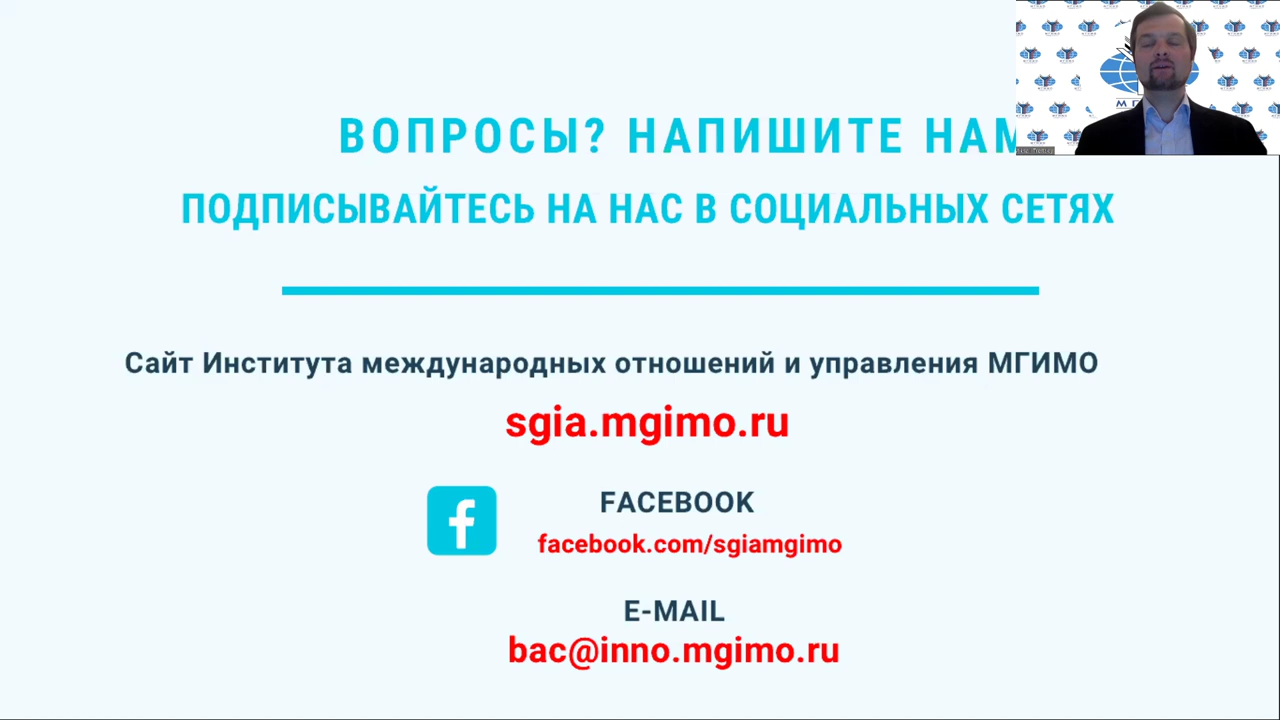 ВОПРОСЫ? НАПИШИТЕ НАМ
ПОДПИСЫВАЙТЕСЬ НА НАС В СОЦИАЛЬНЫХ СЕТЯХ
Сайт Института международных отношений и управления МГИМО
sgia.mgimo.ru
FACEBOOK
facebook.com/sgiamgimo
E-MAIL
bac@inno.mgimo.ru